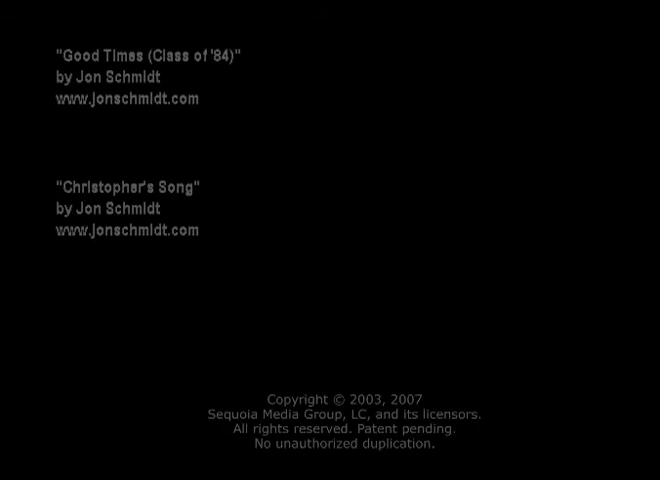 "Good Times (Class of '84)"
by Jon Schmidt
www.jonschmidt.com
"Christopher's Song"
by Jon Schmidt
www.jonschmidt.com
Copyright © 2003, 2007
Sequoia Media Group, LC, and its licensors.
All rights reserved. Patent pending.
No unauthorized duplication.